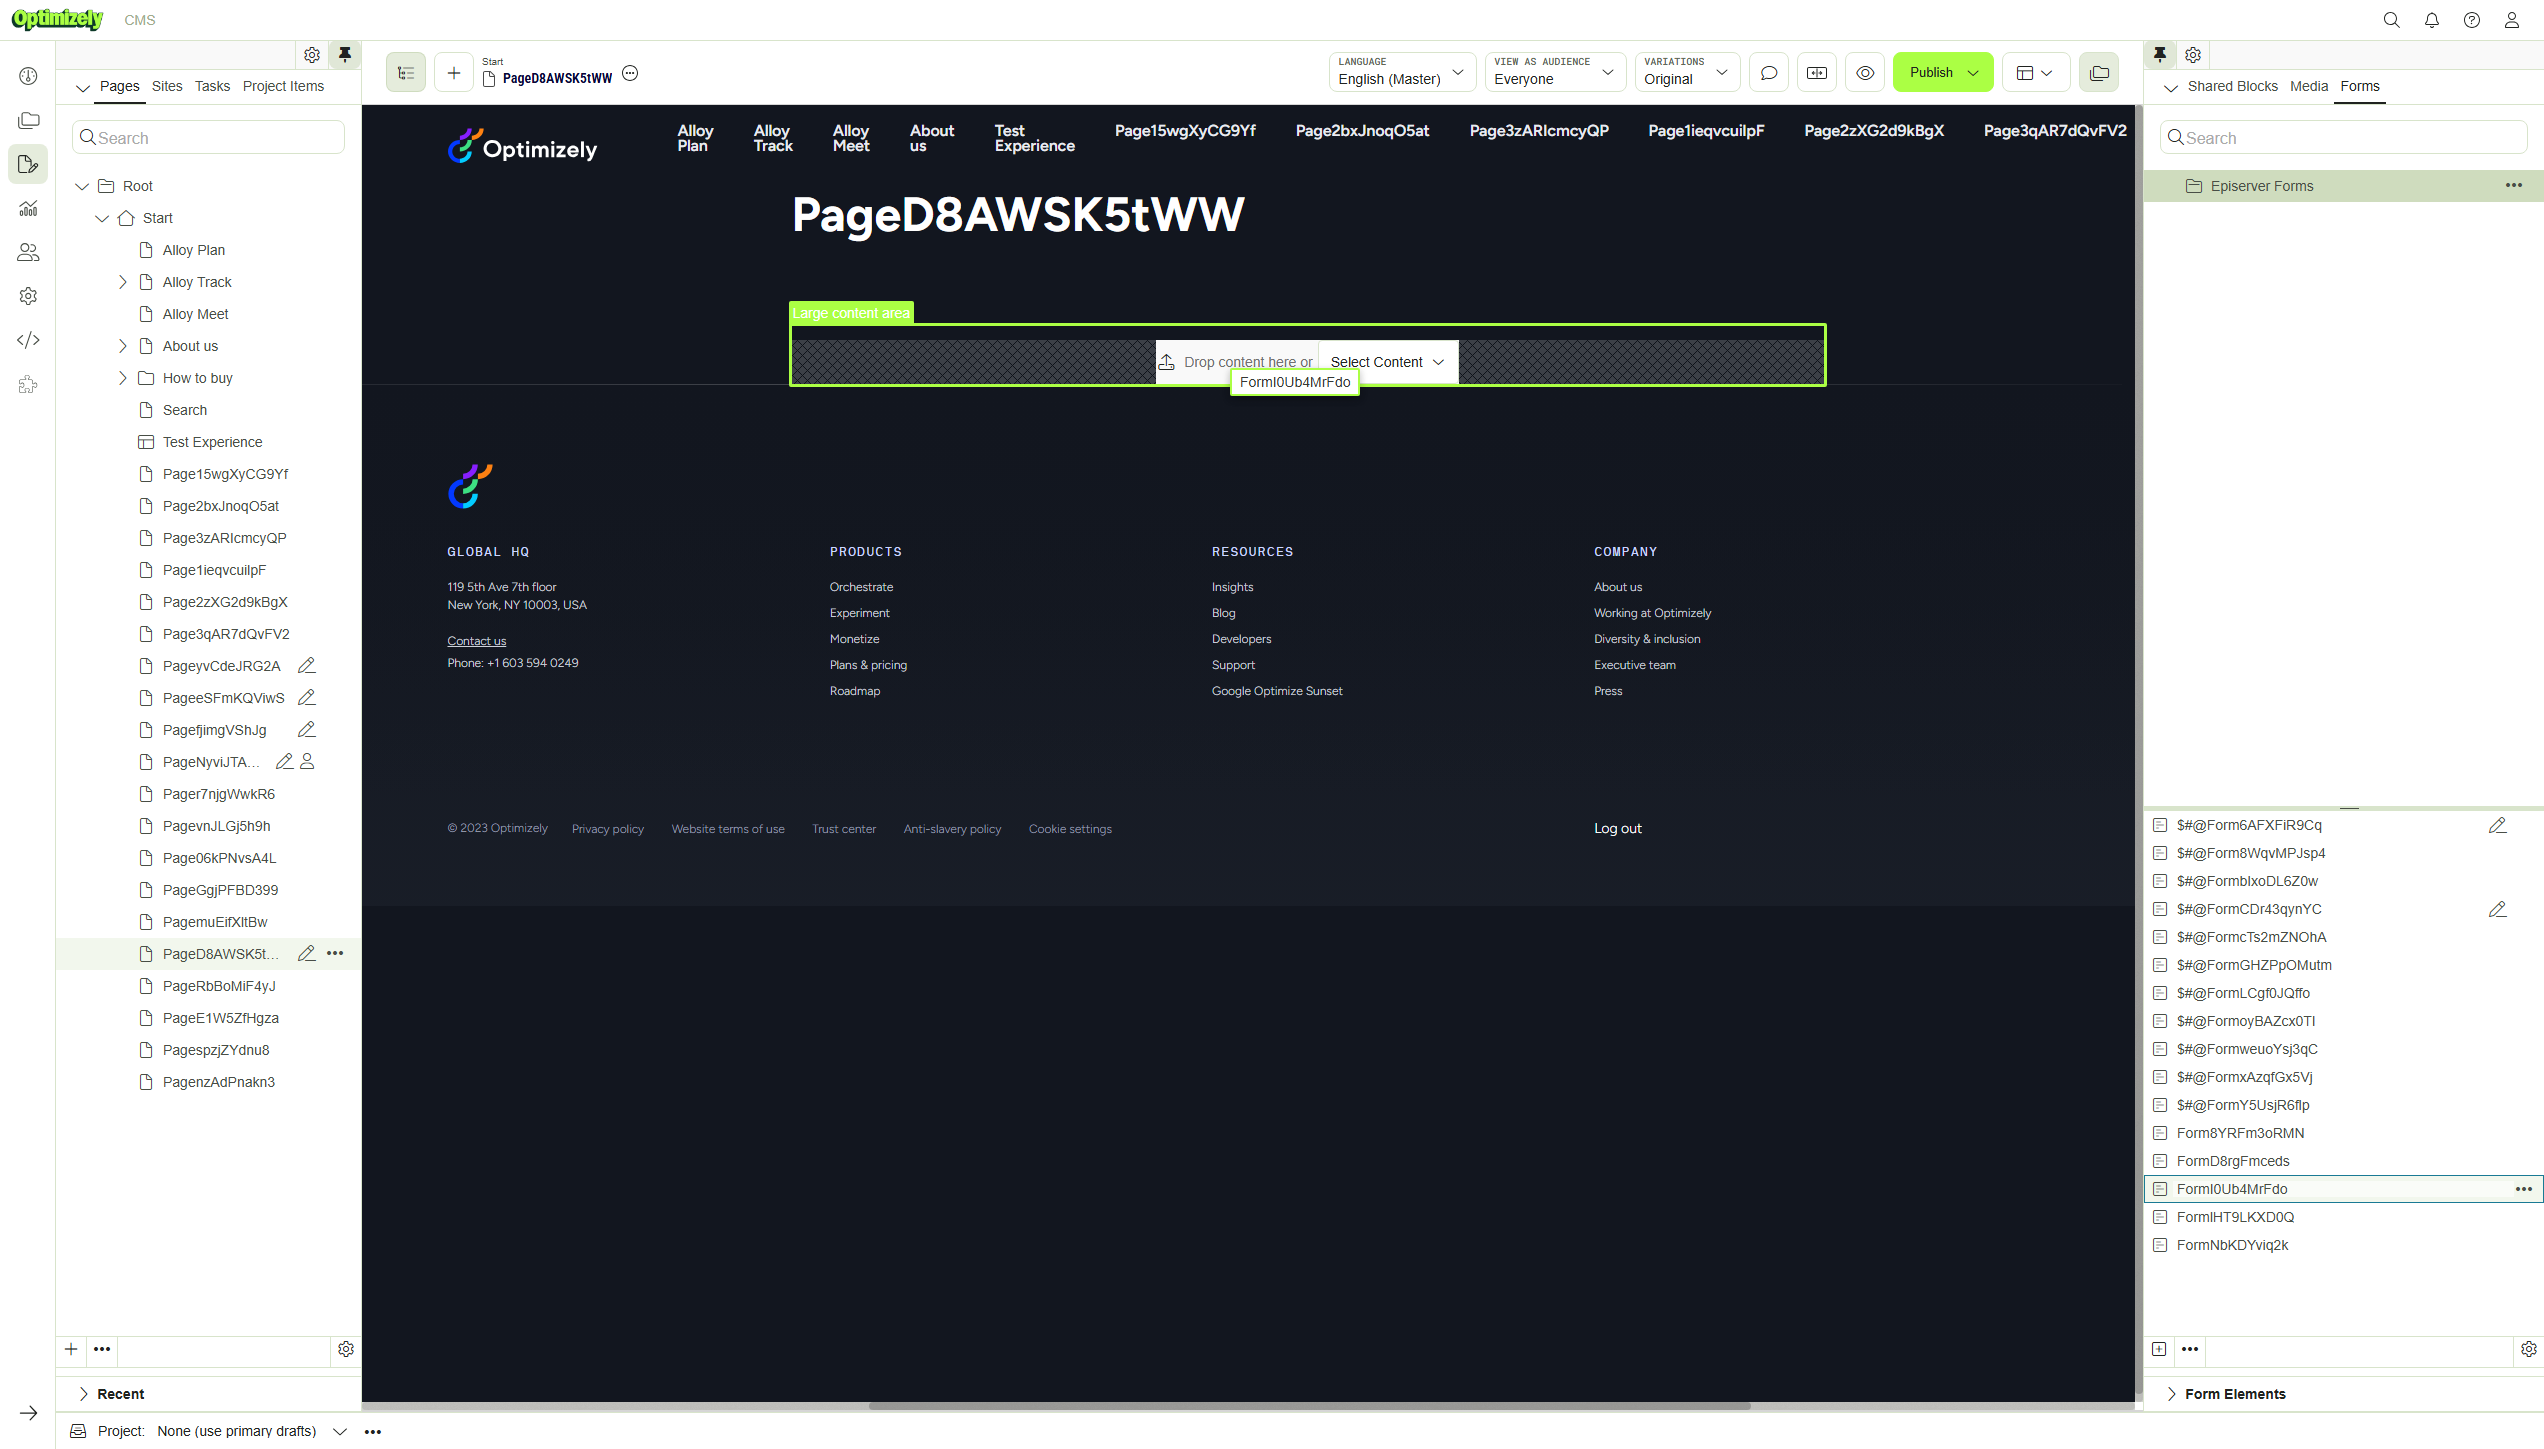 Optimizely CMS
Pages Sites Tasks Project Items
Search
Root
Start
Alloy Plan
Alloy Track
Alloy Meet
About us
How to buy
Search
Test Experience
Page15wgXyCG9Yf
Page2bxJnoqO5at
Page3zARIcmcyQP
Page1ieqvcuilpF
Page2zXG2d9kBgX
Page3qAR7dQvFV2
PageyvCdeJRG2A
PageeSFmKQViwS
PagefjimgVShJg
PageNyviJTA...
Pager7njgWwkR6
PagevnJLGj5h9h
Page06kPNvsA4L
PageGgjPFBD399
PagemuEifXltBw
PageD8AWSK5t...
PageRbBoMiF4yJ
PageE1W5ZfHgza
PagespzjZYdnu8
PagenzAdPnakn3
Recent
Project: None (use primary drafts)
Start
PageD8AWSK5tWW
LANGUAGE
English (Master)
VIEW AS AUDIENCE
Everyone
VARIATIONS
Original
Publish
Optimizely
Alloy Plan
Alloy Track
Alloy Meet
About us
Test Experience
Page15wgXyCG9Yf
Page2bxJnoqO5at
Page3zARIcmcyQP
Page1ieqvcuilpF
Page2zXG2d9kBgX
Page3qAR7dQvFV2
PageD8AWSK5tWW
Large content area
Drop content here or Select Content
FormI0Ub4MrFdo
GLOBAL HQ
119 5th Ave 7th floor
New York, NY 10003, USA
Contact us
Phone: +1 603 594 0249
PRODUCTS
Orchestrate
Experiment
Monetize
Plans & pricing
Roadmap
RESOURCES
Insights
Blog
Developers
Support
Google Optimize Sunset
COMPANY
About us
Working at Optimizely
Diversity & inclusion
Executive team
Press
© 2023 Optimizely Privacy policy Website terms of use Trust center Anti-slavery policy Cookie settings Log out
Shared Blocks Media Forms
Search
Episerver Forms
$#@Form6AFXFiR9Cq
$#@Form8WqvMPJsp4
$#@FormbIxoDL6Z0w
$#@FormCDr43qynYC
$#@FormcTs2mZNOhA
$#@FormGHZPpOMutm
$#@FormLCgf0JQffo
$#@FormoyBAZcx0TI
$#@FormweuoYsj3qC
$#@FormxAzqfGx5Vj
$#@FormY5UsjR6flp
Form8YRFm3oRMN
FormD8rgFmceds
FormI0Ub4MrFdo
FormIHT9LKXD0Q
FormNbKDYviq2k
Form Elements